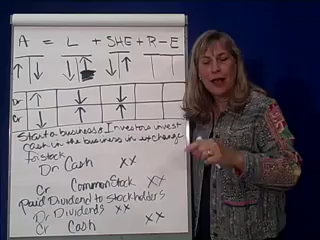 A = L + SHE + R - E
Dr
Cr
Start a business & Investors invest
cash in the business in exchange
for stock
Dr Cash xx
Cr Common Stock xx
Paid Dividend to stockholders
Dr Dividends xx
Cr Cash xx